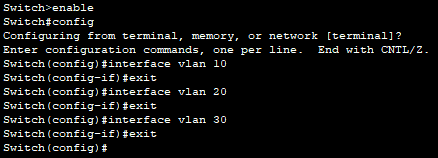 Switch>enable
Switch#config
Configuring from terminal, memory, or network [terminal]?
Enter configuration commands, one per line.  End with CNTL/Z.
Switch(config)#interface vlan 10
Switch(config-if)#exit
Switch(config)#interface vlan 20
Switch(config-if)#exit
Switch(config)#interface vlan 30
Switch(config-if)#exit
Switch(config)#